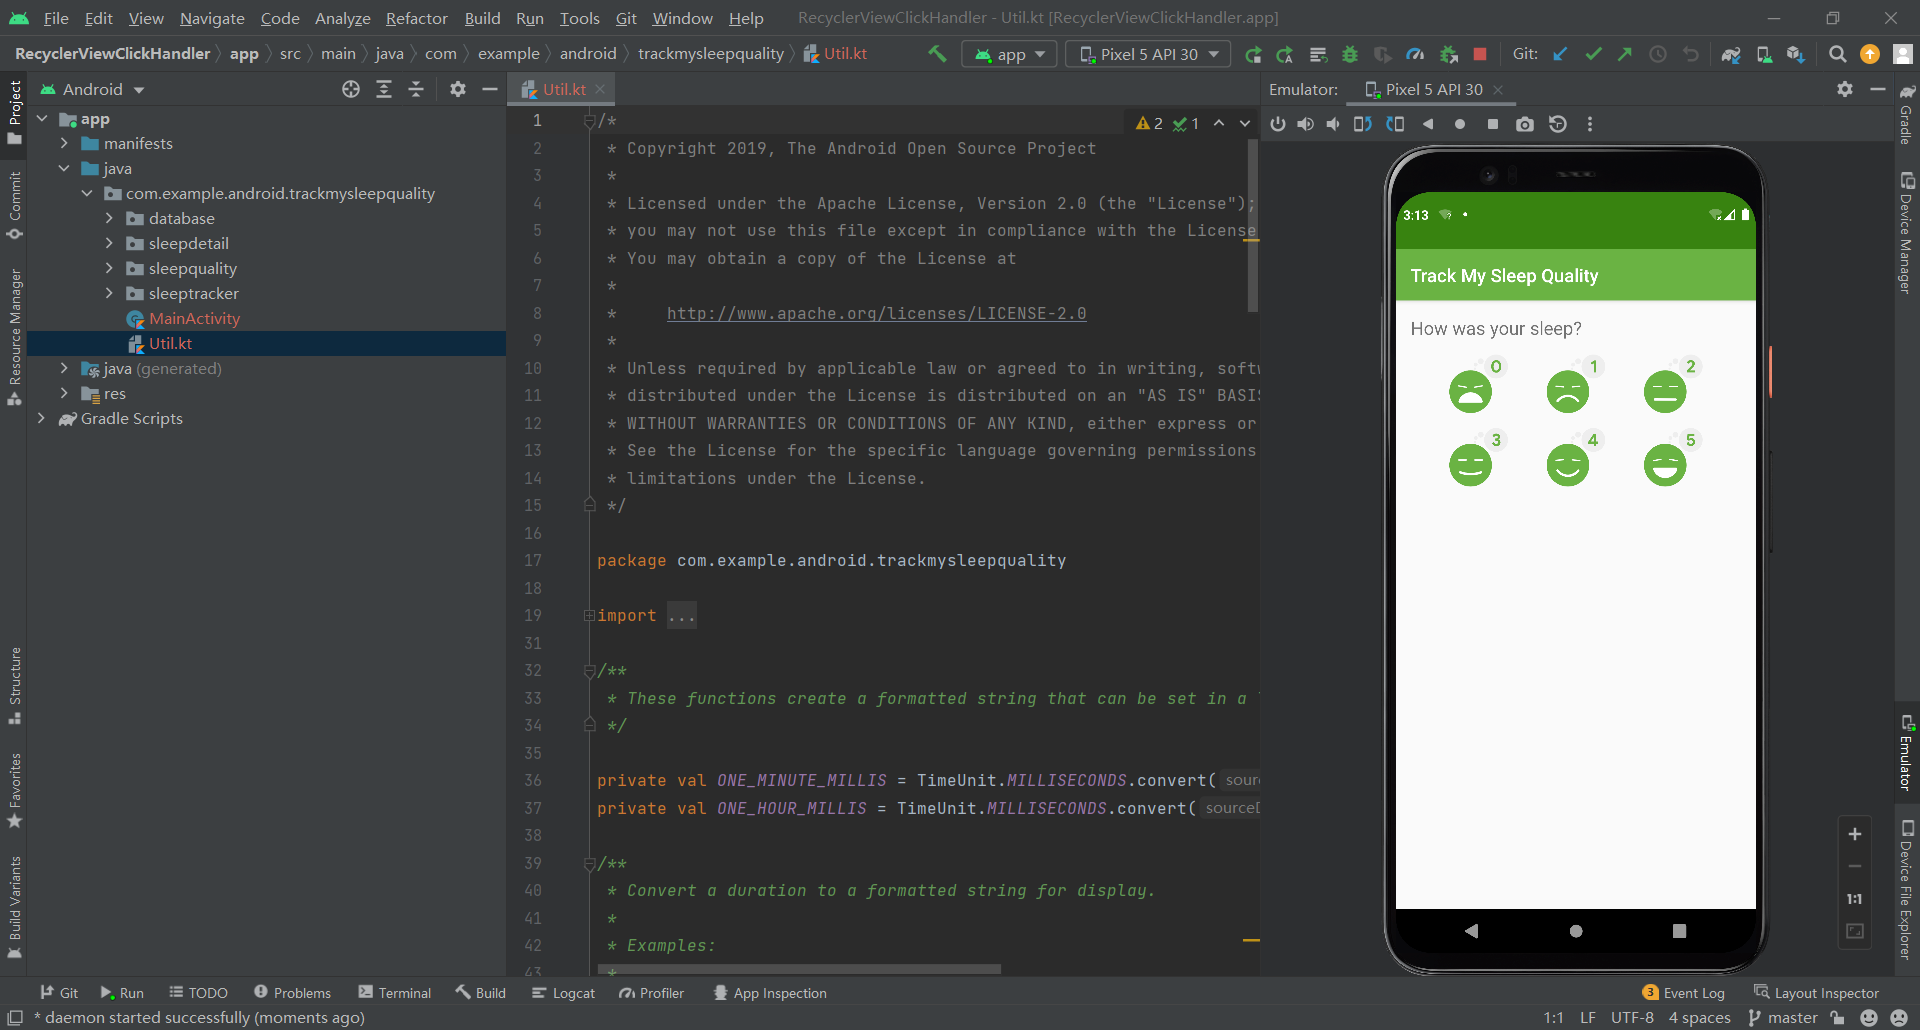 File Edit View Navigate Code Analyze Refactor Build Run Tools Git Window Help RecyclerViewClickHandler - Util.kt [RecyclerViewClickHandler.app]
RecyclerViewClickHandler app src main java com example android trackmysleepquality Util.kt app Pixel 5 API 30 Git:
Project
Commit
Resource Manager
Structure
Favorites
Build Variants
Android
app
manifests
java
com.example.android.trackmysleepquality
database
sleepdetail
sleepquality
sleeptracker
MainActivity
Util.kt
java (generated)
res
Gradle Scripts
Util.kt
2 1
1 /*
2 * Copyright 2019, The Android Open Source Project
3 *
4 * Licensed under the Apache License, Version 2.0 (the "License");
5 * you may not use this file except in compliance with the License
6 * You may obtain a copy of the License at
7 *
8 * http://www.apache.org/licenses/LICENSE-2.0
9 *
10 * Unless required by applicable law or agreed to in writing, softw
11 * distributed under the License is distributed on an "AS IS" BASIS
12 * WITHOUT WARRANTIES OR CONDITIONS OF ANY KIND, either express or
13 * See the License for the specific language governing permissions
14 * limitations under the License.
15 */
16
17 package com.example.android.trackmysleepquality
18
19 import ...
31
32 /**
33 * These functions create a formatted string that can be set in a
34 */
35
36 private val ONE_MINUTE_MILLIS = TimeUnit.MILLISECONDS.convert( sour
37 private val ONE_HOUR_MILLIS = TimeUnit.MILLISECONDS.convert( sourceD
38
39 /**
40 * Convert a duration to a formatted string for display.
41 *
42 * Examples:
43 *
Emulator: Pixel 5 API 30
3:13
Track My Sleep Quality
How was your sleep?
0 1 2
3 4 5
1:1
Gradle
Device Manager
Emulator
Device File Explorer
Git Run TODO Problems Terminal Build Logcat Profiler App Inspection 3 Event Log Layout Inspector
* daemon started successfully (moments ago) 1:1 LF UTF-8 4 spaces master